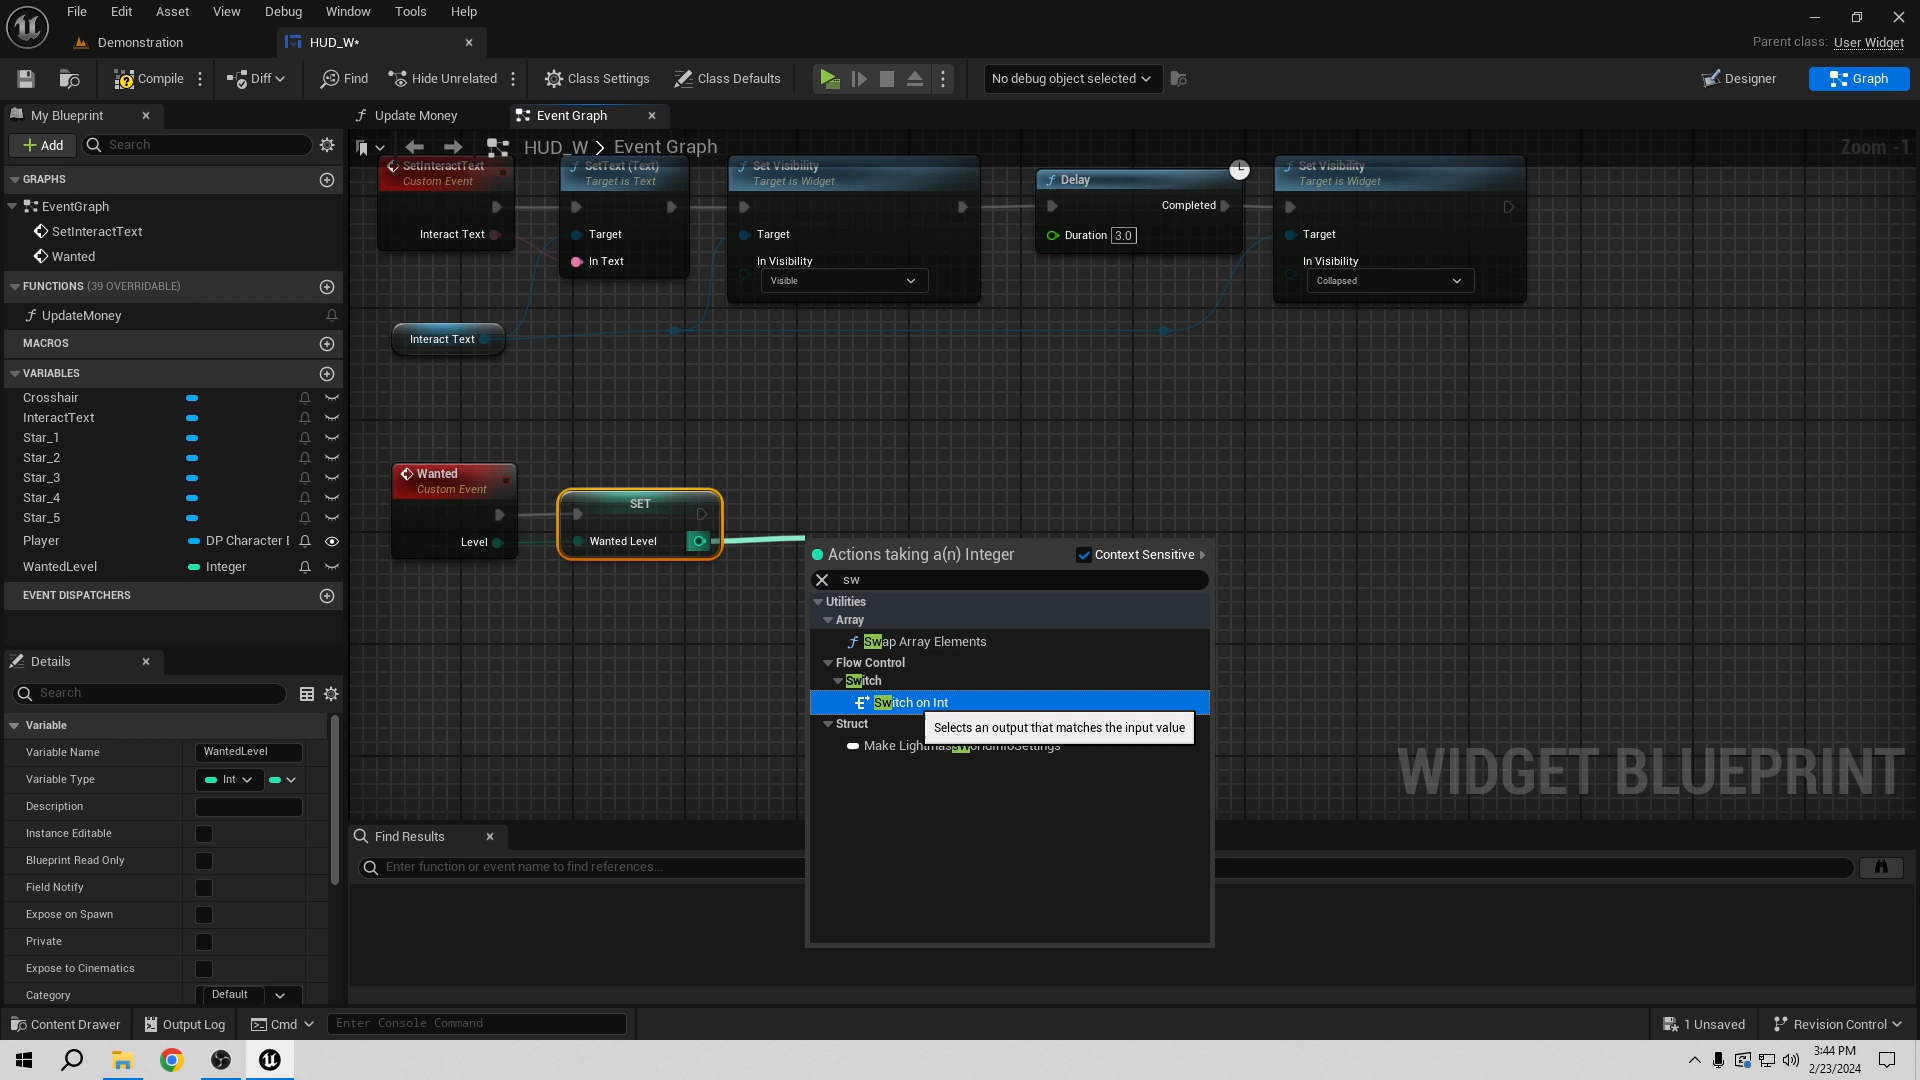 File Edit Asset View Debug Window Tools Help
Demonstration
HUD_W*
Parent class: User Widget
Compile
Diff
Find
Hide Unrelated
Class Settings
Class Defaults
No debug object selected
Designer
Graph
My Blueprint
Update Money
Event Graph
Add
Search
HUD_W > Event Graph
Zoom -1
GRAPHS
EventGraph
SetInteractText
Wanted
FUNCTIONS (39 OVERRIDABLE)
UpdateMoney
MACROS
VARIABLES
Crosshair
InteractText
Star_1
Star_2
Star_3
Star_4
Star_5
Player DP Character
WantedLevel Integer
EVENT DISPATCHERS
SetInteractText
Custom Event
Interact Text
SetText (Text)
Target is Text
Target
In Text
Set Visibility
Target is Widget
Target
In Visibility
Visible
Delay
Completed
Duration 3.0
Set Visibility
Target is Widget
Target
In Visibility
Collapsed
Interact Text
Wanted
Custom Event
Level
SET
Wanted Level
Actions taking a(n) Integer
Context Sensitive
sw
Utilities
Array
Swap Array Elements
Flow Control
Switch
Switch on Int
Selects an output that matches the input value
Struct
WIDGET BLUEPRINT
Details
Search
Variable
Variable Name WantedLevel
Variable Type Int
Description
Instance Editable
Blueprint Read Only
Field Notify
Expose on Spawn
Private
Expose to Cinematics
Category Default
Find Results
Enter function or event name to find references...
Content Drawer
Output Log
Cmd
Enter Console Command
1 Unsaved
Revision Control
3:44 PM
2/23/2024